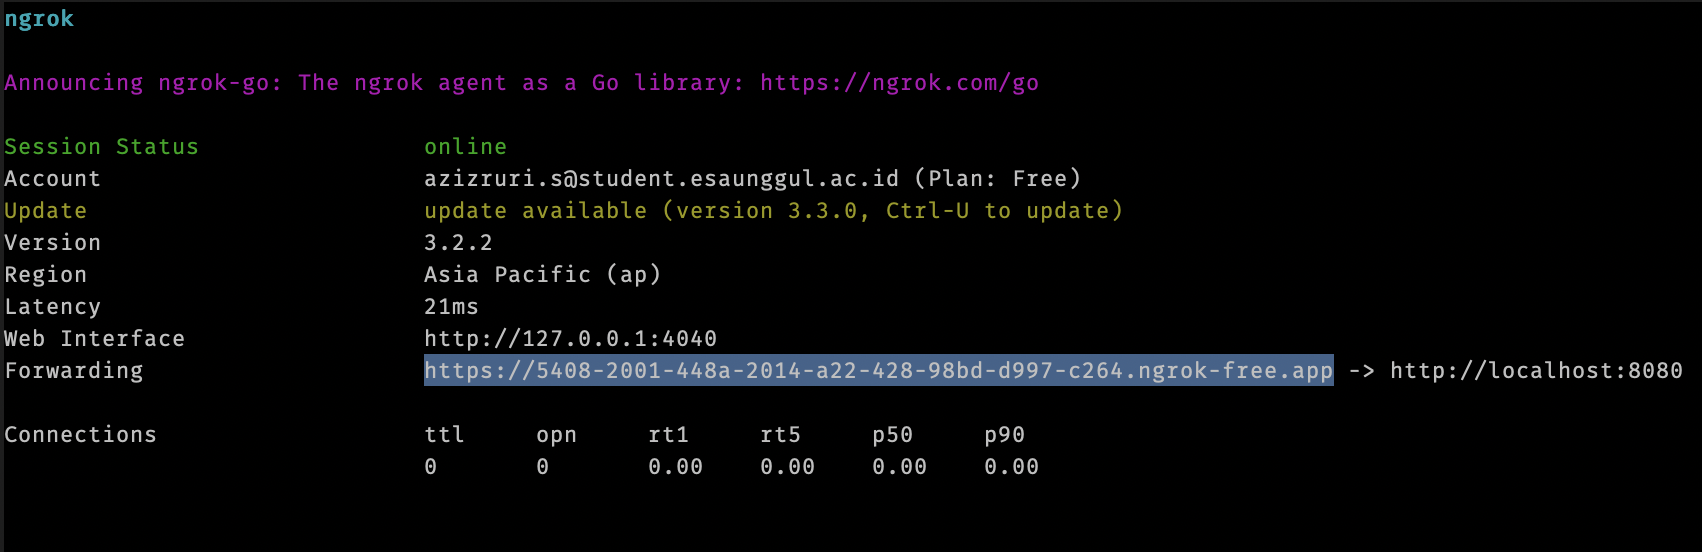 ngrok
Announcing ngrok-go: The ngrok agent as a Go library: https://ngrok.com/go
Session Status online
Account azizruri.s@student.esaunggul.ac.id (Plan: Free)
Update update available (version 3.3.0, Ctrl-U to update)
Version 3.2.2
Region Asia Pacific (ap)
Latency 21ms
Web Interface http://127.0.0.1:4040
Forwarding https://5408-2001-448a-2014-a22-428-98bd-d997-c264.ngrok-free.app -> http://localhost:8080
Connections ttl opn rt1 rt5 p50 p90
0 0 0.00 0.00 0.00 0.00